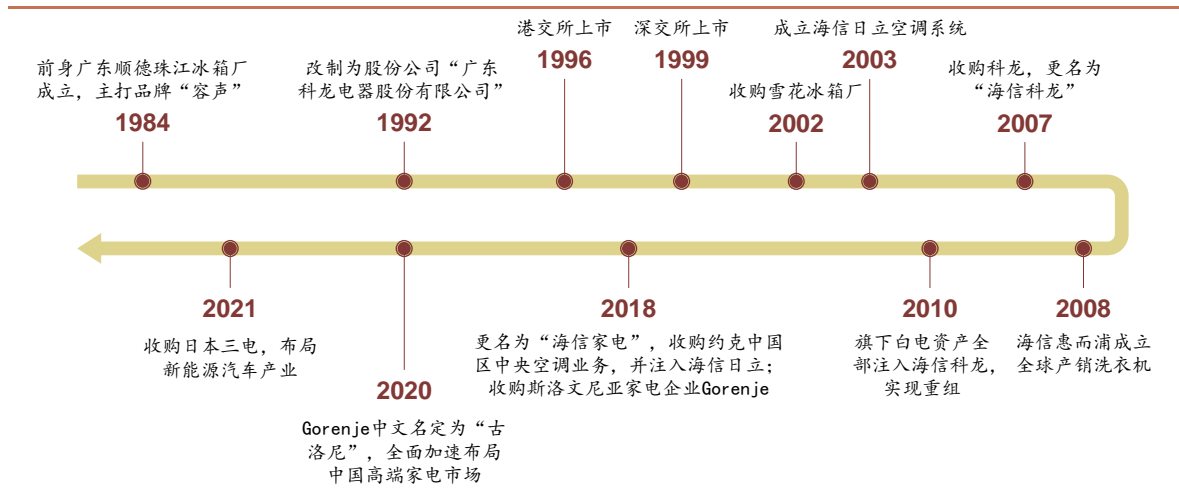 前身广东顺德珠江冰箱厂
成立，主打品牌“容声”
1984
改制为股份公司“广东
科龙电器股份有限公司”
1992
港交所上市
1996
深交所上市
1999
收购雪花冰箱厂
2002
成立海信日立空调系统
2003
收购科龙，更名为
“海信科龙”
2007
2008
海信惠而浦成立
全球产销洗衣机
2010
旗下白电资产全
部注入海信科龙，
实现重组
2018
更名为“海信家电”，收购约克中国
区中央空调业务，并注入海信日立；
收购斯洛文尼亚家电企业Gorenje
2020
Gorenje中文名定为“古
洛尼”，全面加速布局
中国高端家电市场
2021
收购日本三电，布局
新能源汽车产业